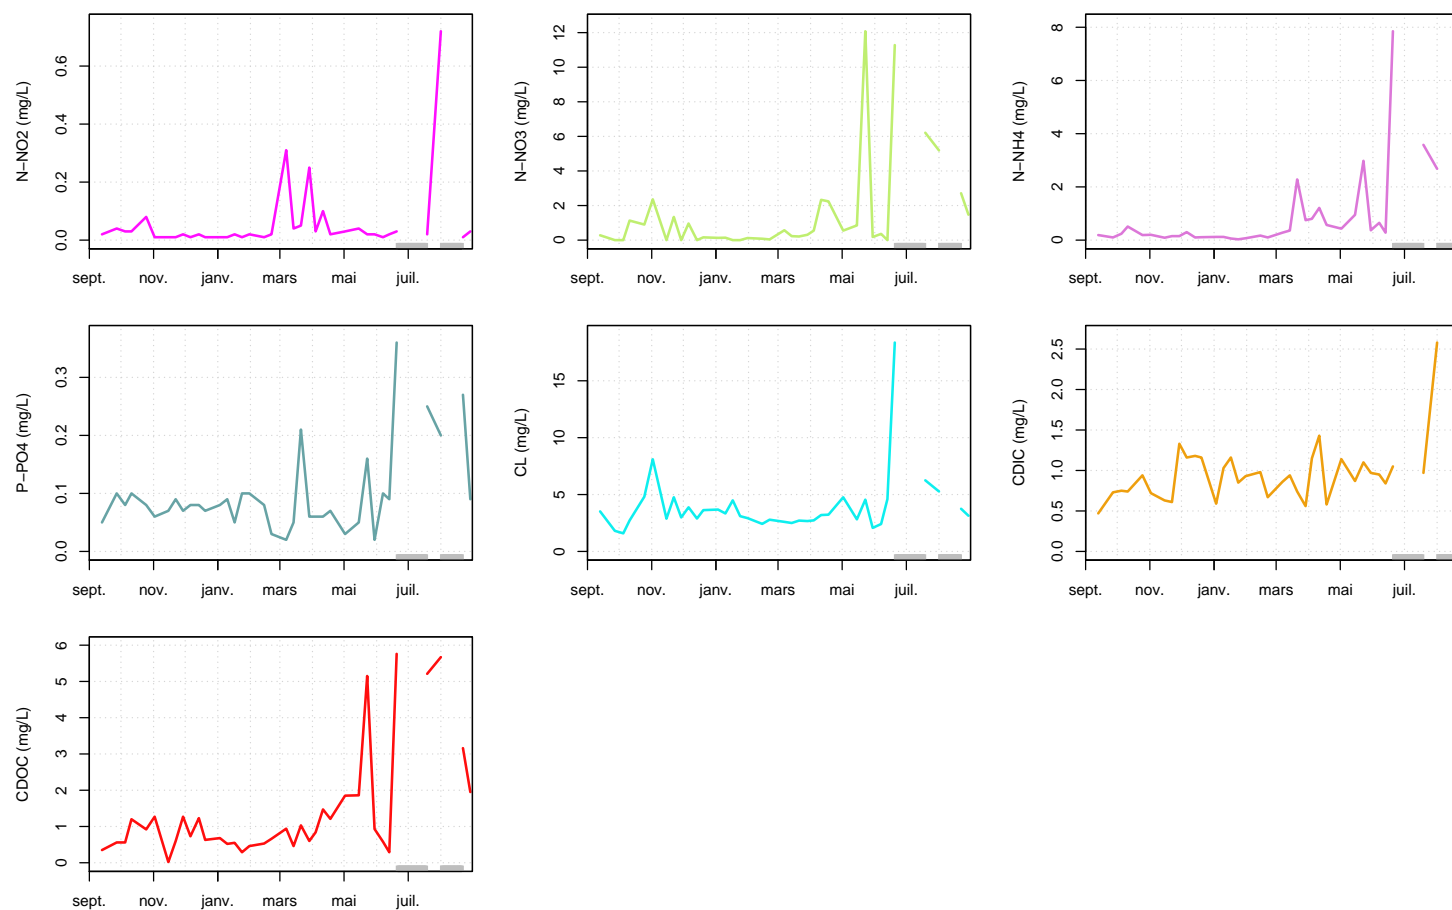 N−NO2 (mg/L)
0.0 0.2 0.4 0.6
sept. nov. janv. mars mai juil.
N−NO3 (mg/L)
0 2 4 6 8 10 12
sept. nov. janv. mars mai juil.
N−NH4 (mg/L)
0 2 4 6 8
sept. nov. janv. mars mai juil.
P−PO4 (mg/L)
0.0 0.1 0.2 0.3
sept. nov. janv. mars mai juil.
CL (mg/L)
0 5 10 15
sept. nov. janv. mars mai juil.
CDIC (mg/L)
0.0 0.5 1.0 1.5 2.0 2.5
sept. nov. janv. mars mai juil.
CDOC (mg/L)
0 1 2 3 4 5 6
sept. nov. janv. mars mai juil.